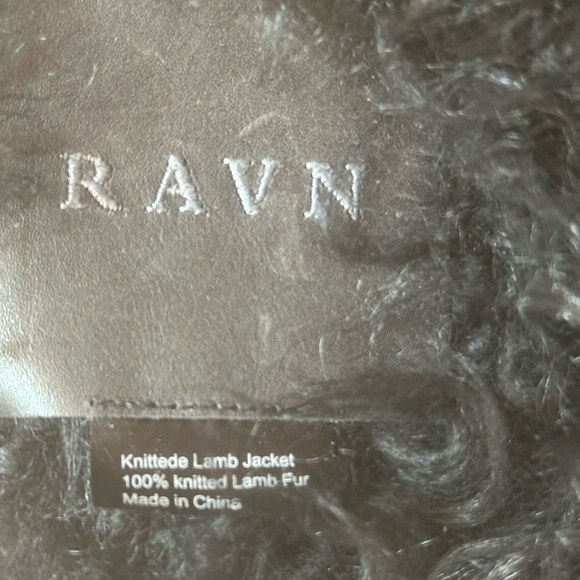 RAVN
Knittede Lamb Jacket
100% knitted Lamb Fur
Made in China